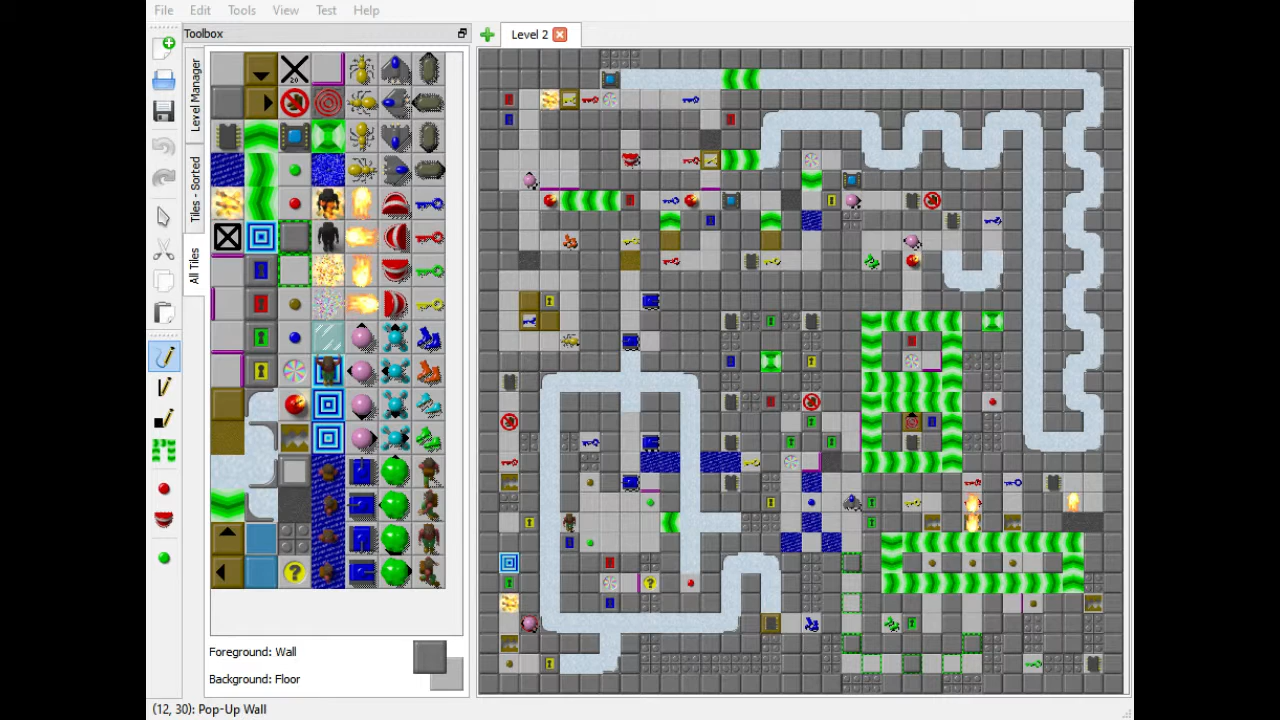 File Edit Tools View Test Help
Toolbox
Level 2
Level Manager
Tiles - Sorted
All Tiles
20
?
?
Foreground: Wall
Background: Floor
(12, 30): Pop-Up Wall